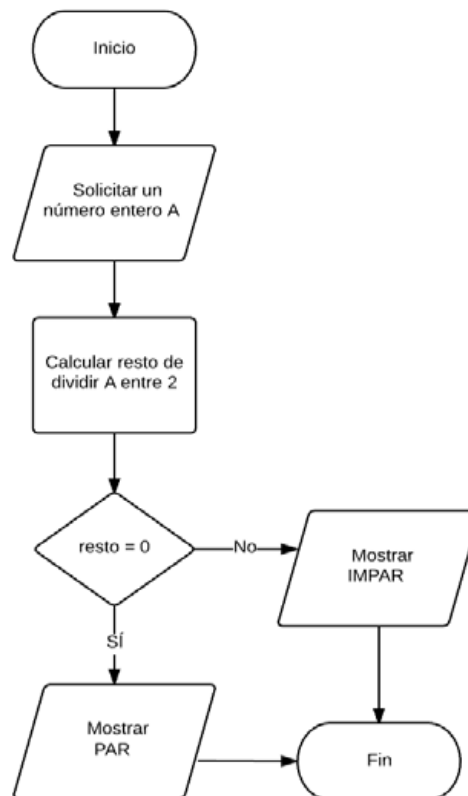 Inicio
Solicitar un
número entero A
Calcular resto de
dividir A entre 2
resto = 0
No
Mostrar
IMPAR
SÍ
Mostrar
PAR
Fin